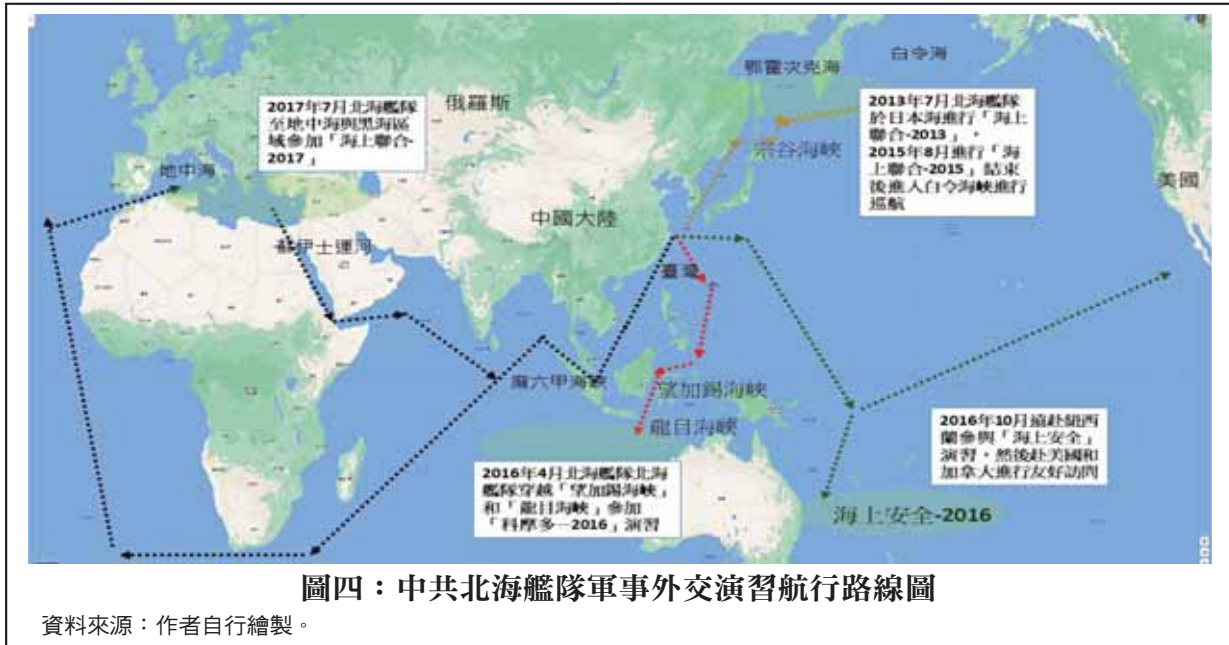 鄂霍次克海
白令海
俄羅斯
2017年7月北海艦隊
至地中海與黑海區
域參加「海上聯合-
2017」
2013年7月北海艦隊
於日本海進行「海上
聯合-2013」，
2015年8月進行「海
上聯合-2015」結束
後進入白令海峽進行
巡航
宗谷海峽
地中海
美國
中國大陸
蘇伊士運河
臺灣
麻六甲海峽
望加錫海峽
龍目海峽
2016年10月遠赴紐西
蘭參與「海上安全」
演習，然後赴美國和
加拿大進行友好訪問
2016年4月北海艦隊北海
艦隊穿越「望加錫海峽」
和「龍目海峽」參加
「科摩多—2016」演習
海上安全-2016
圖四：中共北海艦隊軍事外交演習航行路線圖
資料來源：作者自行繪製。